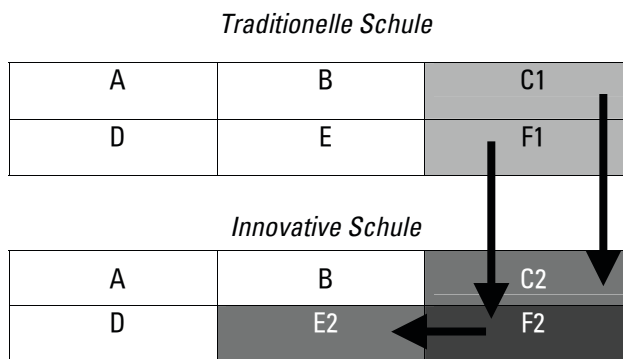 Traditionelle Schule
A B C1
D E F1
Innovative Schule
A B C2
D E2 F2